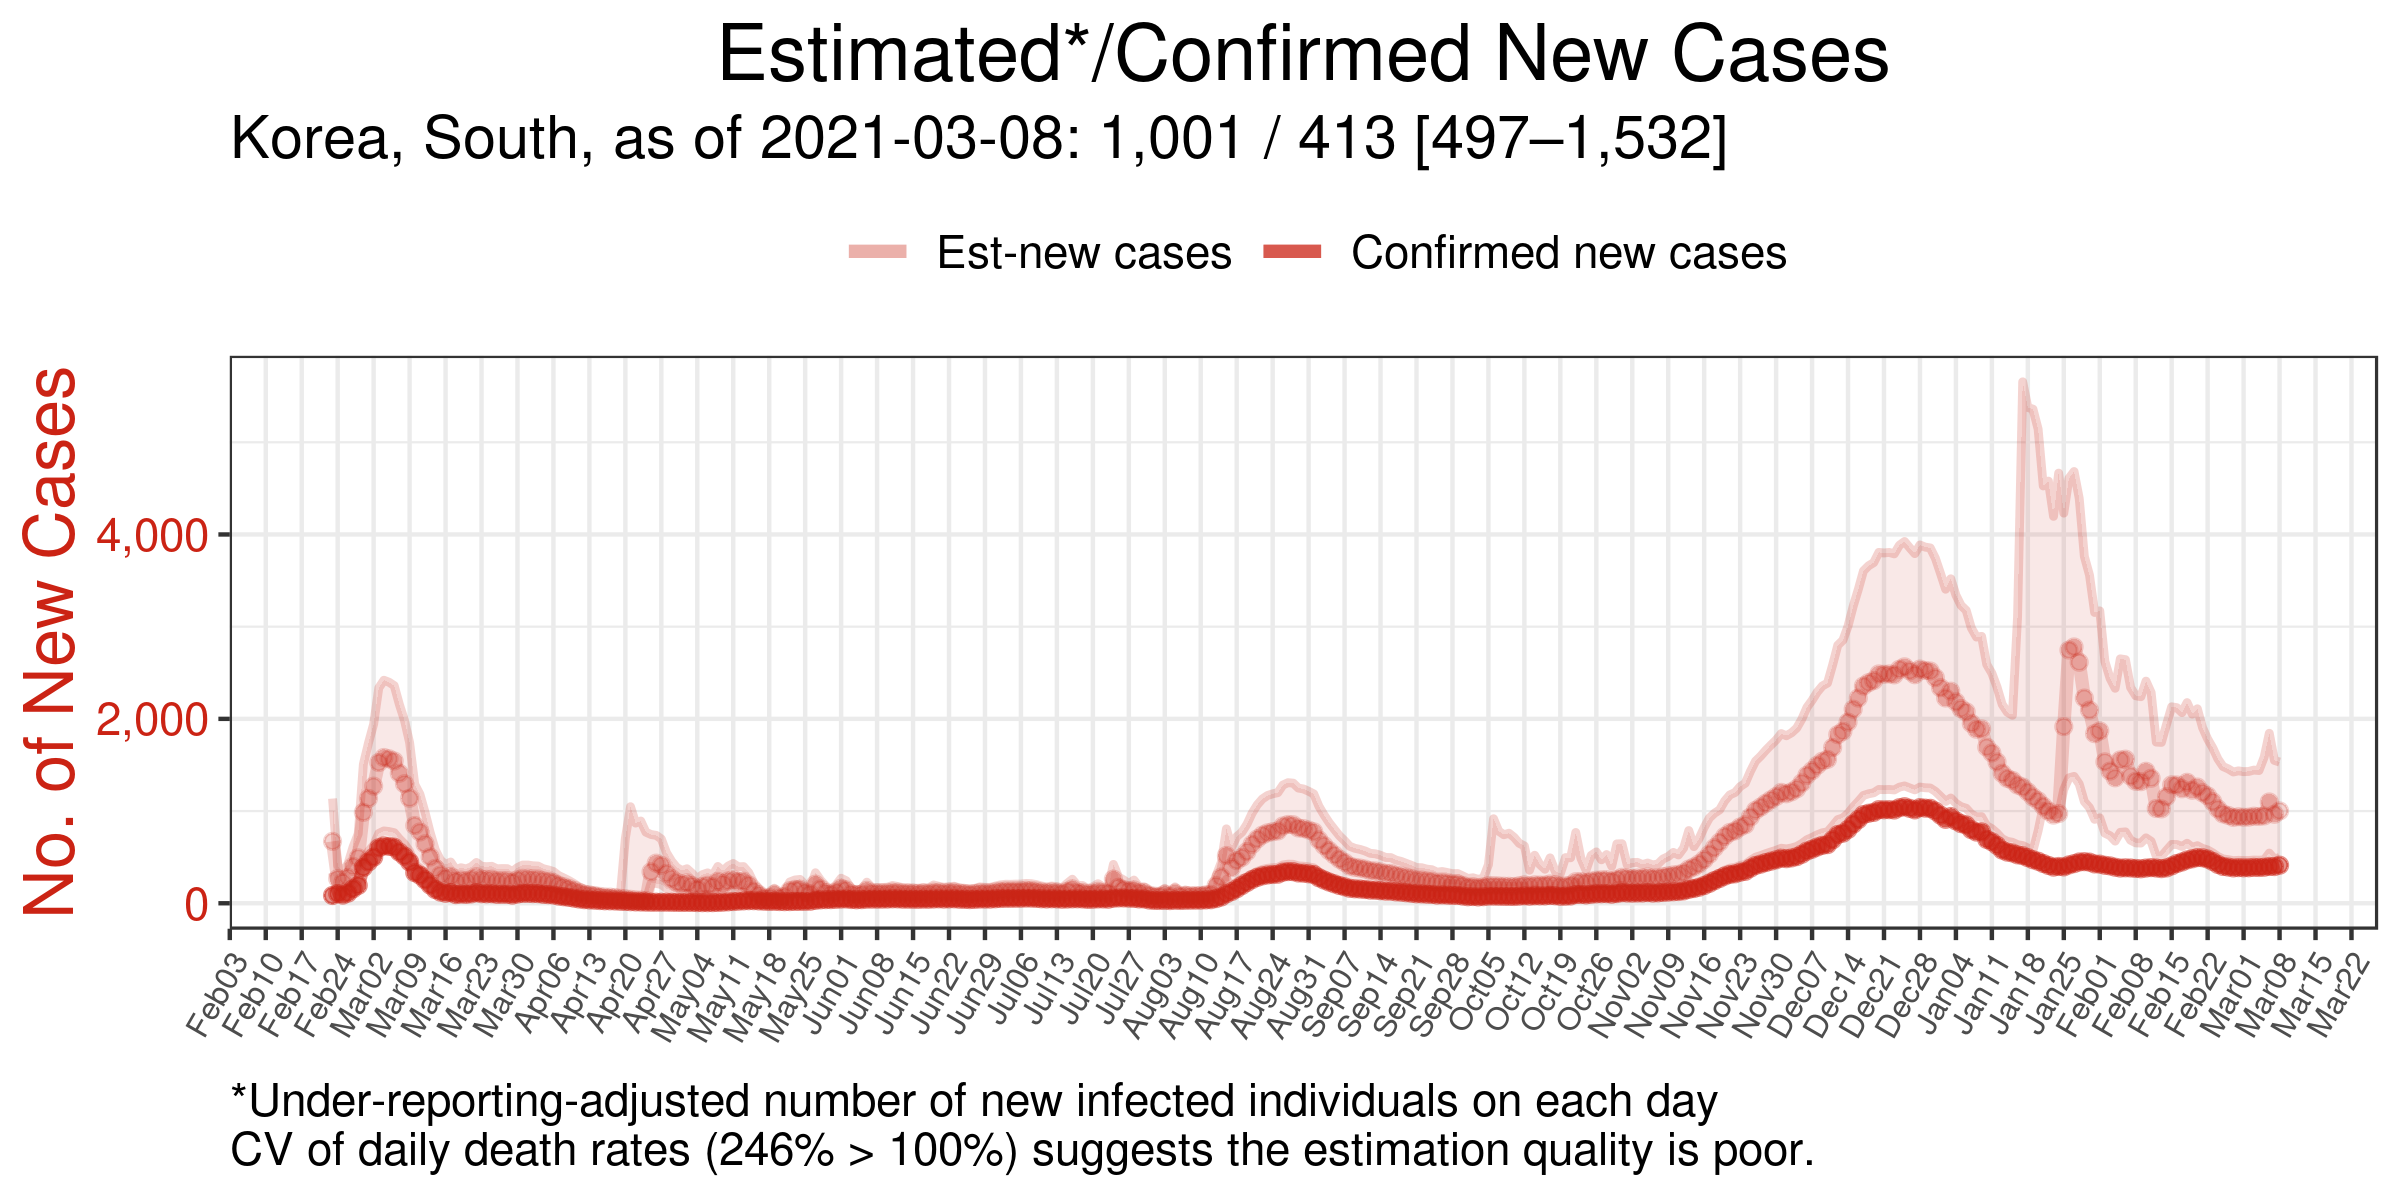 Estimated*/Confirmed New Cases
Korea, South, as of 2021-03-08: 1,001 / 413 [497–1,532]
Est-new cases
Confirmed new cases
No. of New Cases
4,000
2,000
0
Feb03
Feb10
Feb17
Feb24
Mar02
Mar09
Mar16
Mar23
Mar30
Apr06
Apr13
Apr20
Apr27
May04
May11
May18
May25
Jun01
Jun08
Jun15
Jun22
Jun29
Jul06
Jul13
Jul20
Jul27
Aug03
Aug10
Aug17
Aug24
Aug31
Sep07
Sep14
Sep21
Sep28
Oct05
Oct12
Oct19
Oct26
Nov02
Nov09
Nov16
Nov23
Nov30
Dec07
Dec14
Dec21
Dec28
Jan04
Jan11
Jan18
Jan25
Feb01
Feb08
Feb15
Feb22
Mar01
Mar08
Mar15
Mar22
*Under-reporting-adjusted number of new infected individuals on each day
CV of daily death rates (246% > 100%) suggests the estimation quality is poor.